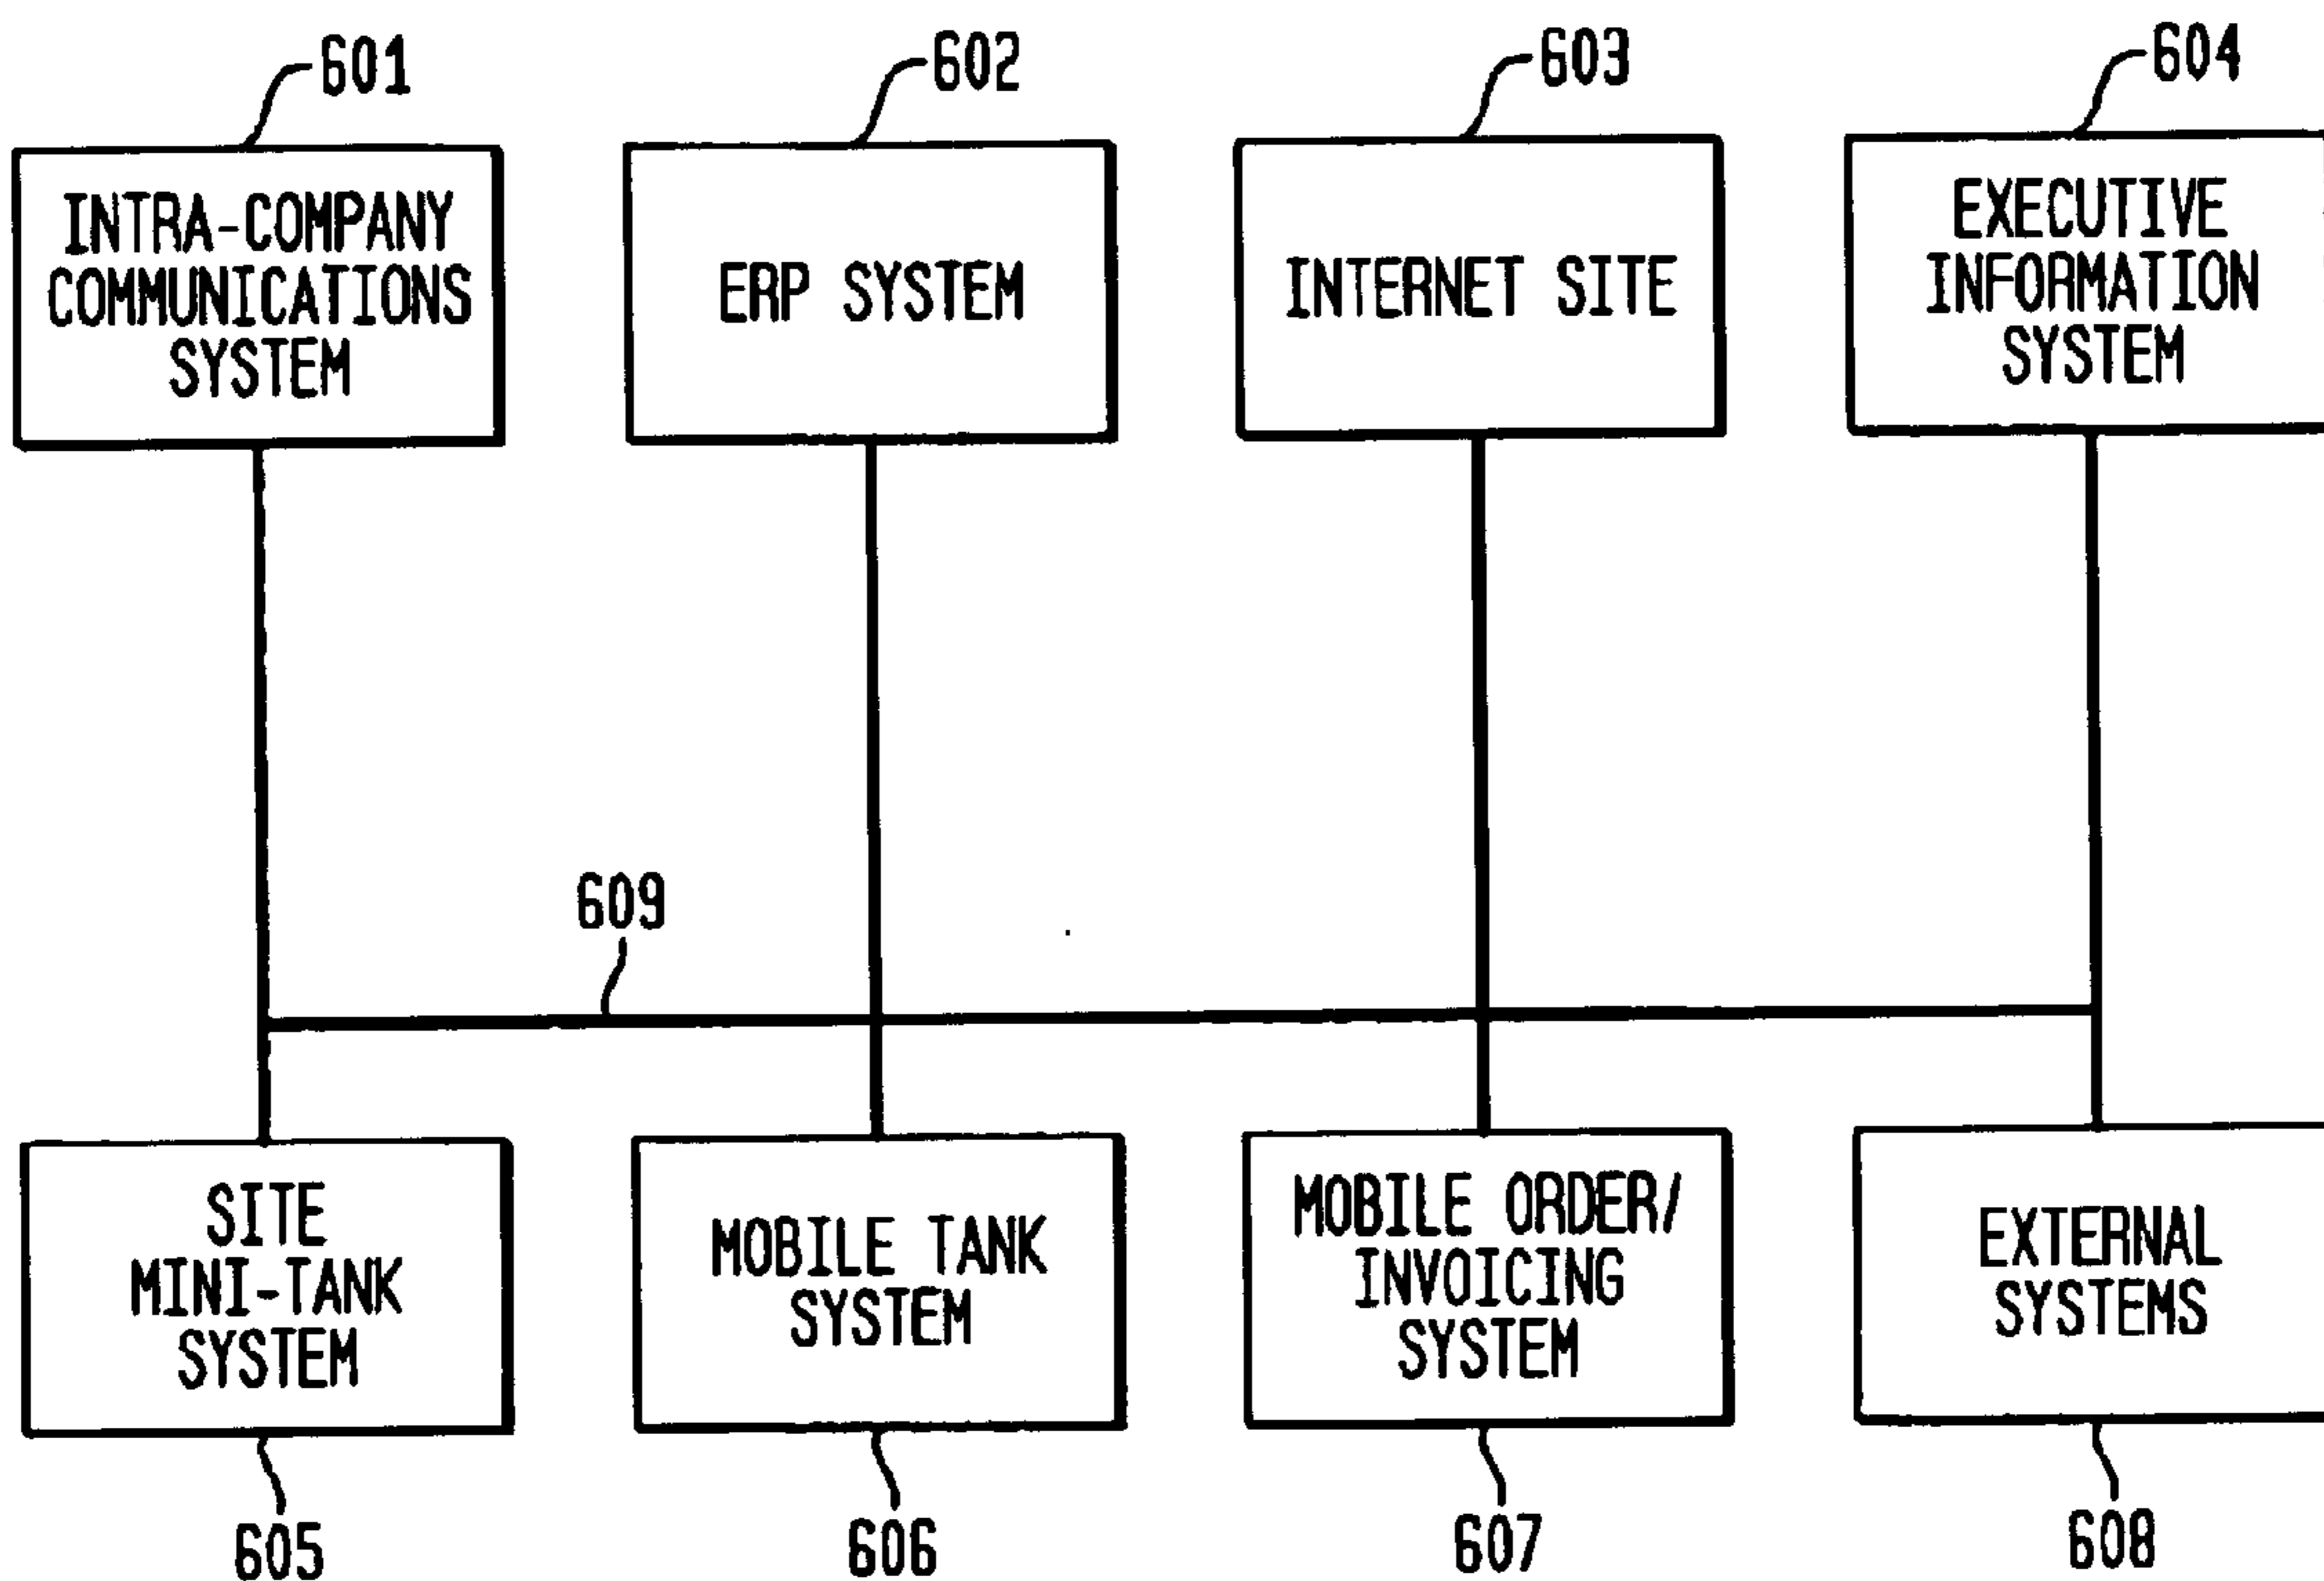 601
602
603
604
INTRA-COMPANY
COMMUNICATIONS
SYSTEM
ERP SYSTEM
INTERNET SITE
EXECUTIVE
INFORMATION
SYSTEM
609
SITE
MINI-TANK
SYSTEM
MOBILE TANK
SYSTEM
MOBILE ORDER/
INVOICING
SYSTEM
EXTERNAL
SYSTEMS
605
606
607
608